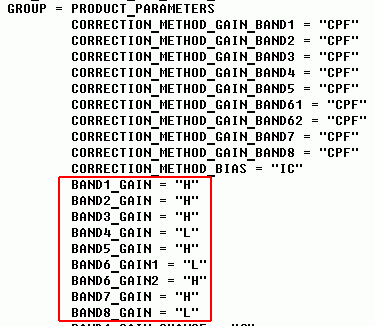 GROUP = PRODUCT_PARAMETERS
CORRECTION_METHOD_GAIN_BAND1 = "CPF"
CORRECTION_METHOD_GAIN_BAND2 = "CPF"
CORRECTION_METHOD_GAIN_BAND3 = "CPF"
CORRECTION_METHOD_GAIN_BAND4 = "CPF"
CORRECTION_METHOD_GAIN_BAND5 = "CPF"
CORRECTION_METHOD_GAIN_BAND61 = "CPF"
CORRECTION_METHOD_GAIN_BAND62 = "CPF"
CORRECTION_METHOD_GAIN_BAND7 = "CPF"
CORRECTION_METHOD_GAIN_BAND8 = "CPF"
CORRECTION_METHOD_BIAS = "IC"
BAND1_GAIN = "H"
BAND2_GAIN = "H"
BAND3_GAIN = "H"
BAND4_GAIN = "L"
BAND5_GAIN = "H"
BAND6_GAIN1 = "L"
BAND6_GAIN2 = "H"
BAND7_GAIN = "H"
BAND8_GAIN = "L"